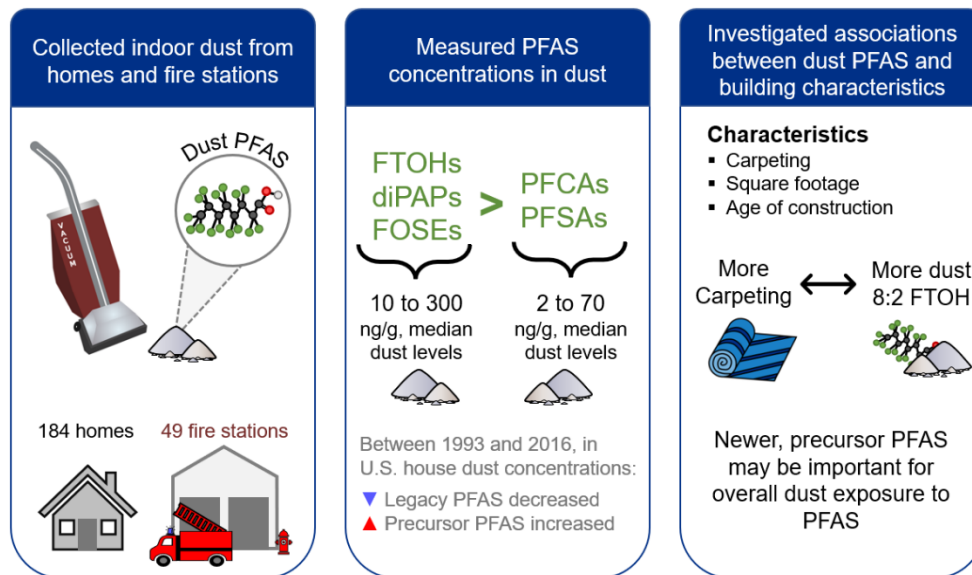 Collected indoor dust from
homes and fire stations
Dust PFAS
VACUUM
184 homes
49 fire stations
Measured PFAS
concentrations in dust
FTOHs
diPAPs
FOSEs
>
PFCAs
PFSAs
10 to 300
ng/g, median
dust levels
2 to 70
ng/g, median
dust levels
Between 1993 and 2016, in
U.S. house dust concentrations:
▼ Legacy PFAS decreased
▲ Precursor PFAS increased
Investigated associations
between dust PFAS and
building characteristics
Characteristics
▪ Carpeting
▪ Square footage
▪ Age of construction
More
Carpeting
More dust
8:2 FTOH
Newer, precursor PFAS
may be important for
overall dust exposure to
PFAS